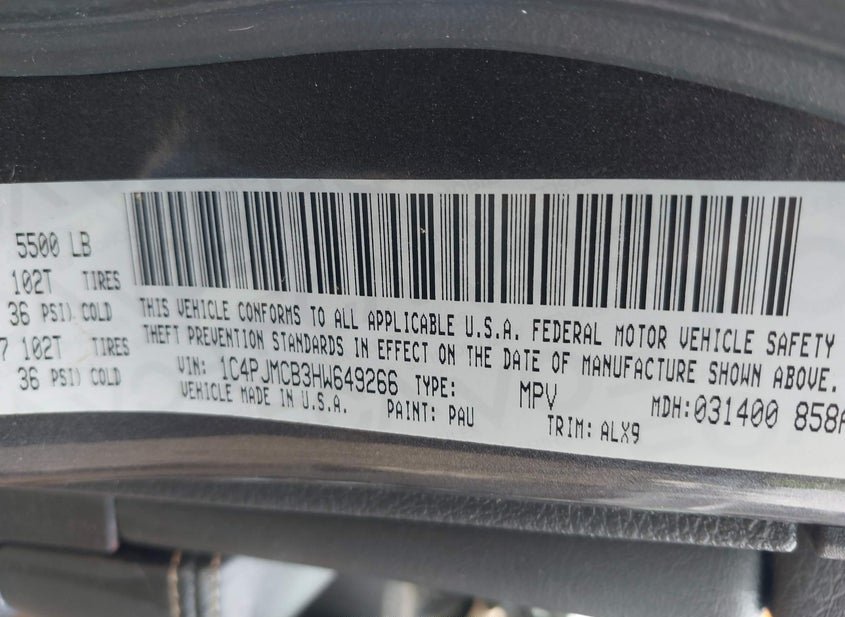 5500 LB
102T TIRES
36 PSI) COLD
7 102T TIRES
36 PSI) COLD
THIS VEHICLE CONFORMS TO ALL APPLICABLE U.S.A. FEDERAL MOTOR VEHICLE SAFETY
THEFT PREVENTION STANDARDS IN EFFECT ON THE DATE OF MANUFACTURE SHOWN ABOVE.
VIN: 1C4PJMCB3HW649266 TYPE: MPV MDH:031400 858A
VEHICLE MADE IN U.S.A. PAINT: PAU TRIM: ALX9